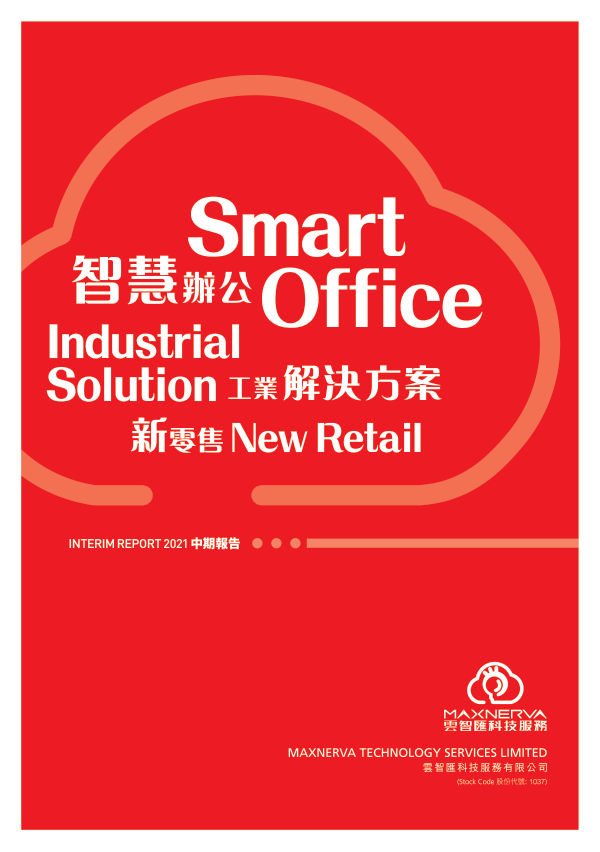 Smart
智慧辦公 Office
Industrial
Solution 工業解決方案
新零售 New Retail
INTERIM REPORT 2021 中期報告
MAXNERVA
雲智匯科技服務
MAXNERVA TECHNOLOGY SERVICES LIMITED
雲智匯科技服務有限公司
(Stock Code 股份代號: 1037)